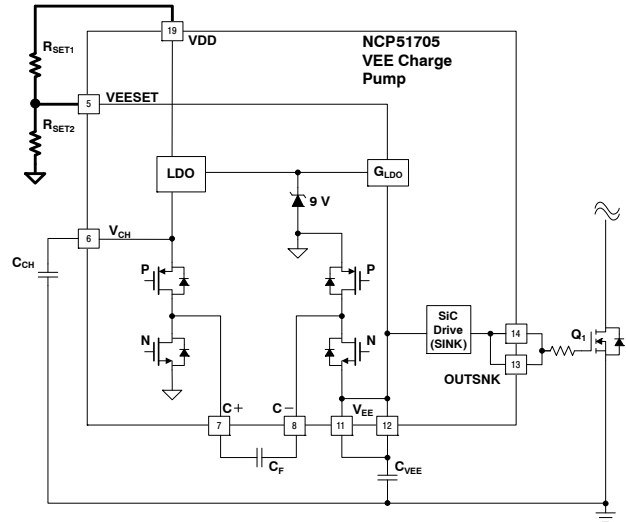 19
VDD
NCP51705
VEE Charge
Pump
RSET1
5
VEESET
RSET2
LDO
GLDO
9 V
6
VCH
CCH
P
P
N
N
SiC
Drive
(SINK)
14
13
Q1
OUTSNK
C+
C−
VEE
7
8
11
12
CF
CVEE